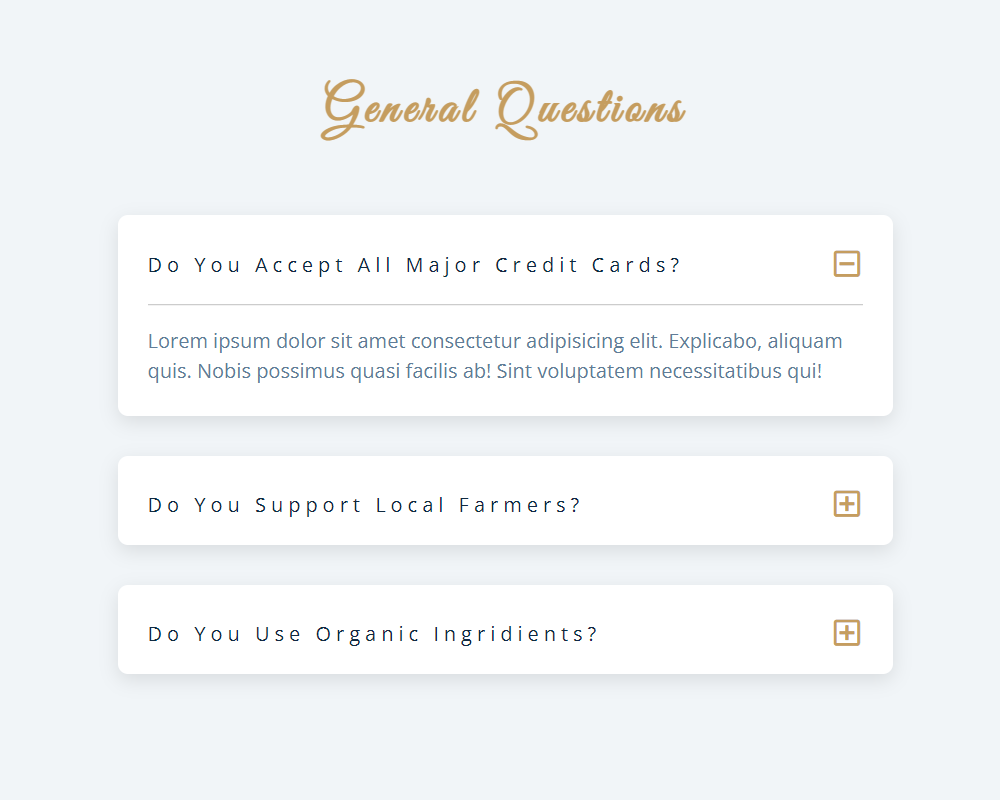 General Questions
Do You Accept All Major Credit Cards?
Lorem ipsum dolor sit amet consectetur adipisicing elit. Explicabo, aliquam
quis. Nobis possimus quasi facilis ab! Sint voluptatem necessitatibus qui!
Do You Support Local Farmers?
Do You Use Organic Ingridients?